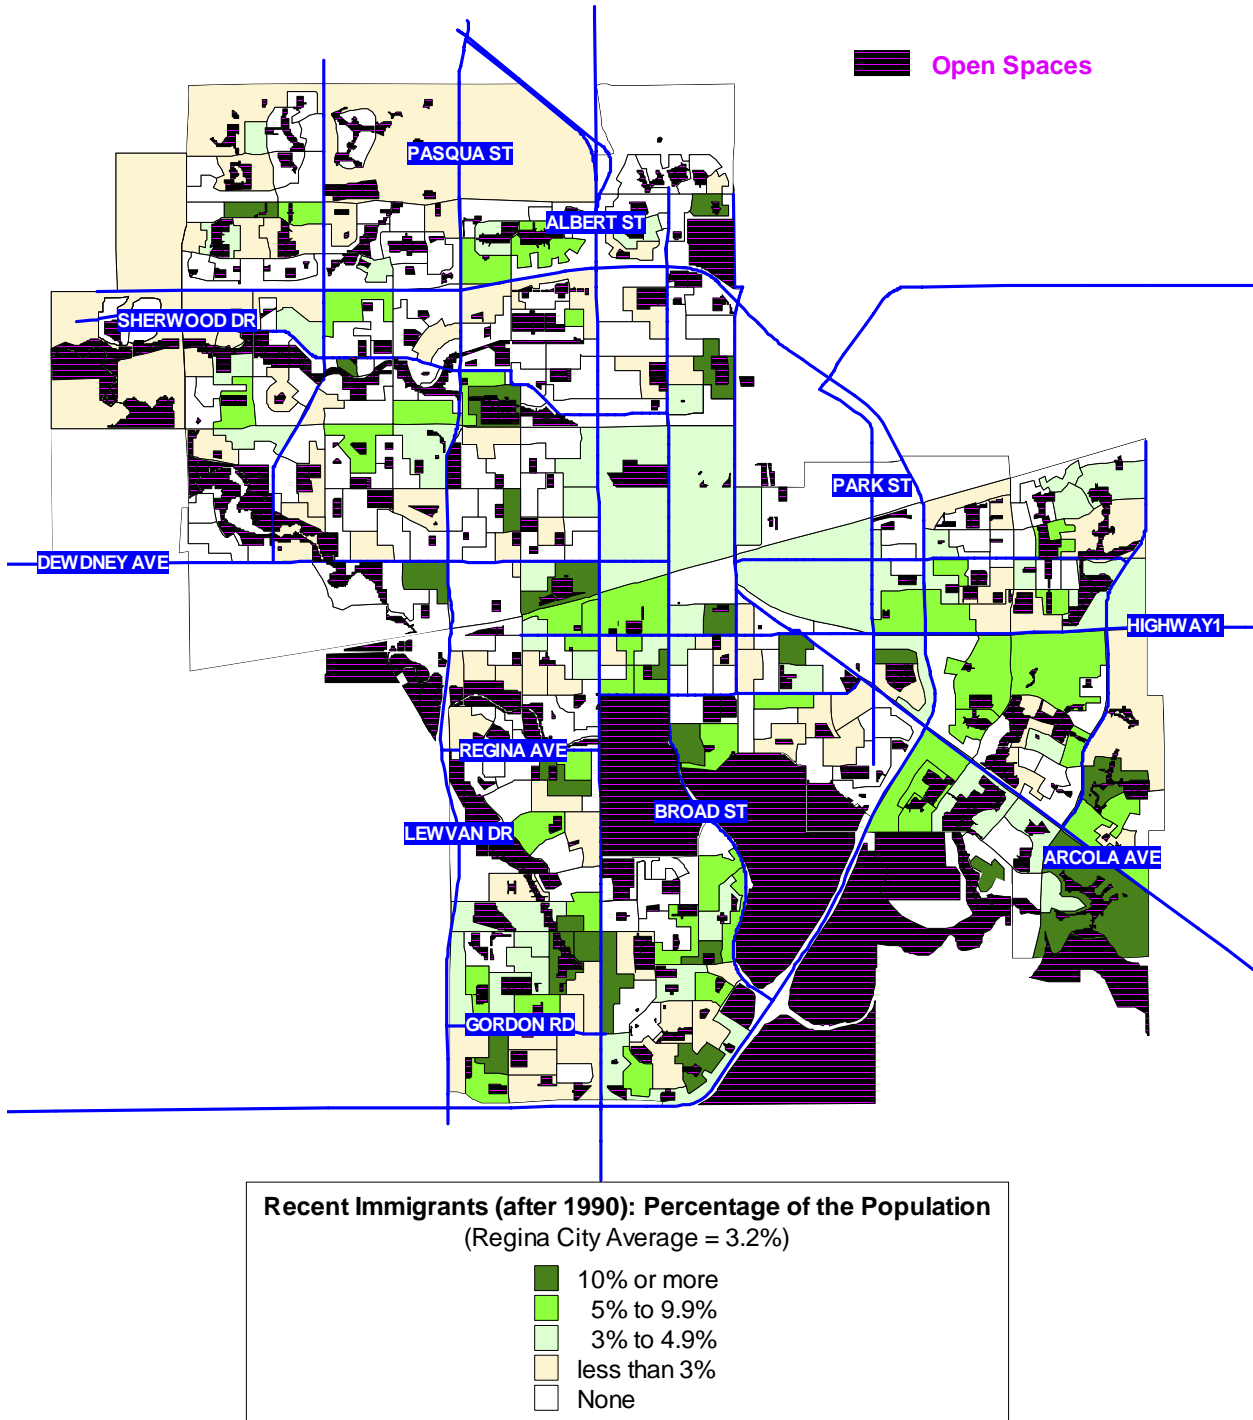 Open Spaces
PASQUA ST
ALBERT ST
SHERWOOD DR
PARK ST
DEWDNEY AVE
HIGHWAY1
REGINA AVE
BROAD ST
LEWVAN DR
ARCOLA AVE
GORDON RD
Recent Immigrants (after 1990): Percentage of the Population
(Regina City Average = 3.2%)
10% or more
5% to 9.9%
3% to 4.9%
less than 3%
None